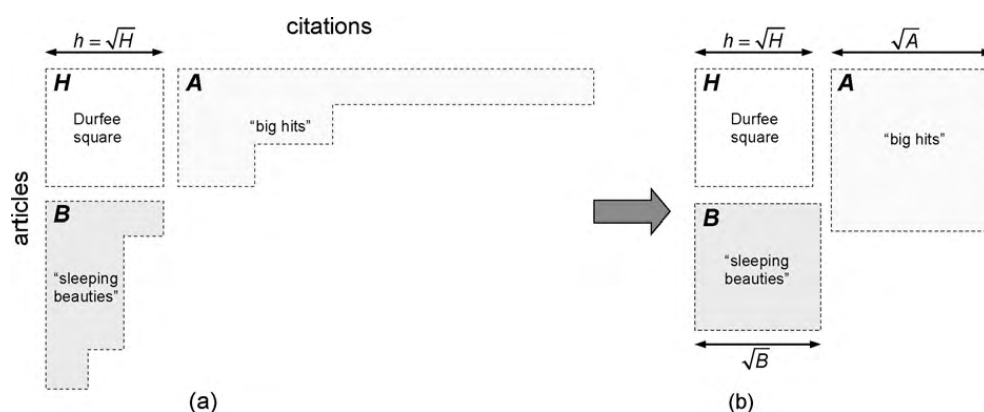 citations
h = √H
H
Durfee
square
A
"big hits"
articles
B
"sleeping
beauties"
(a)
h = √H
H
Durfee
square
√A
A
"big hits"
B
"sleeping
beauties"
√B
(b)